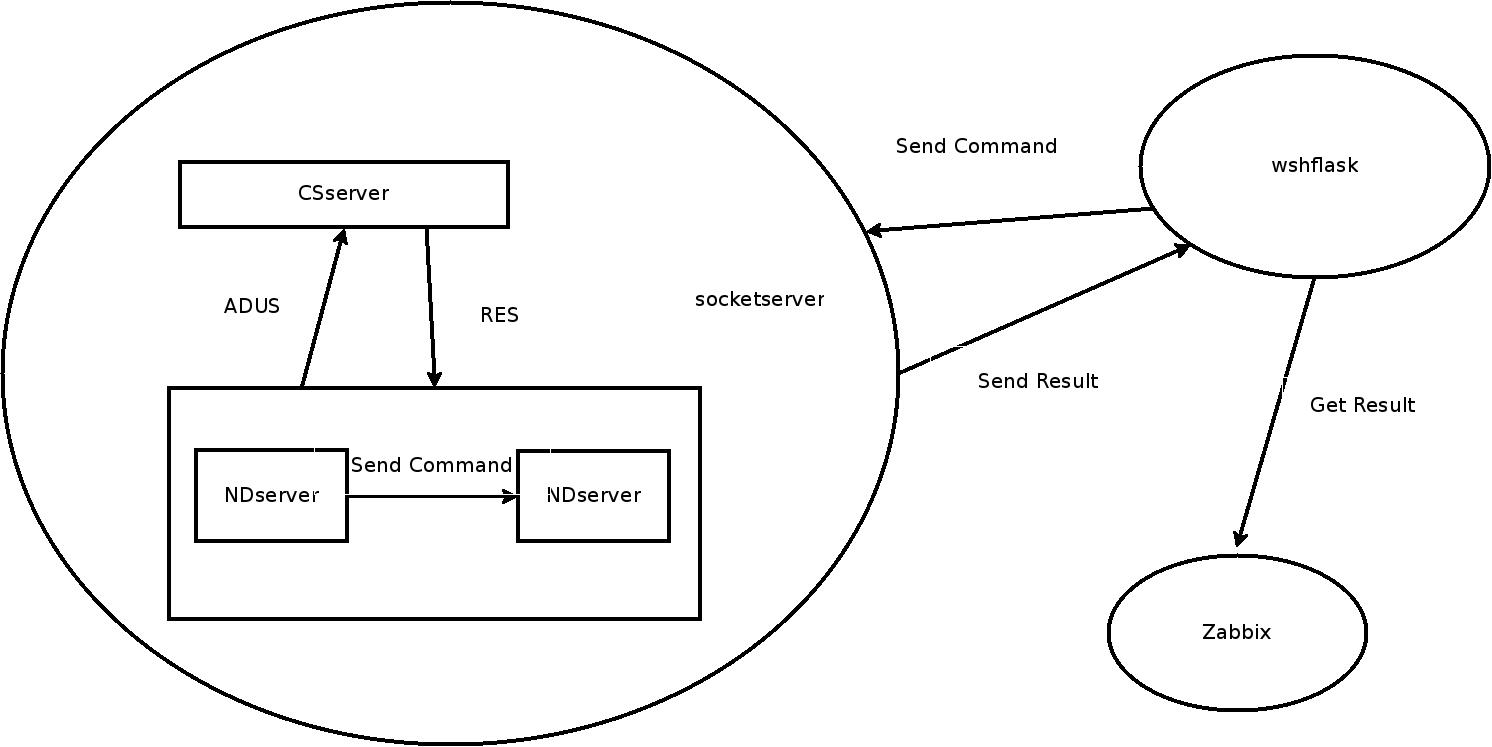 Send Command
wshflask
CSserver
ADUS
RES
socketserver
Send Result
Get Result
Send Command
NDserver
NDserver
Zabbix